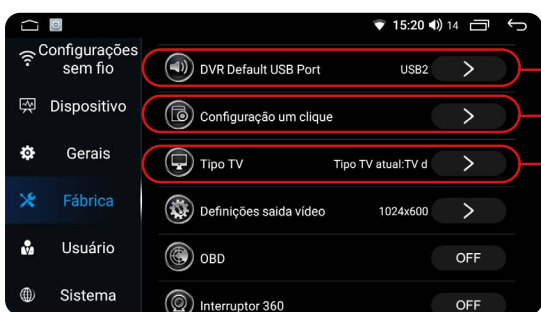 15:20 14
Configurações
sem fio
Dispositivo
Gerais
Fábrica
Usuário
Sistema
DVR Default USB Port USB2
Configuração um clique
Tipo TV Tipo TV atual:TV d
Definições saida vídeo 1024x600
OBD OFF
Interruptor 360 OFF